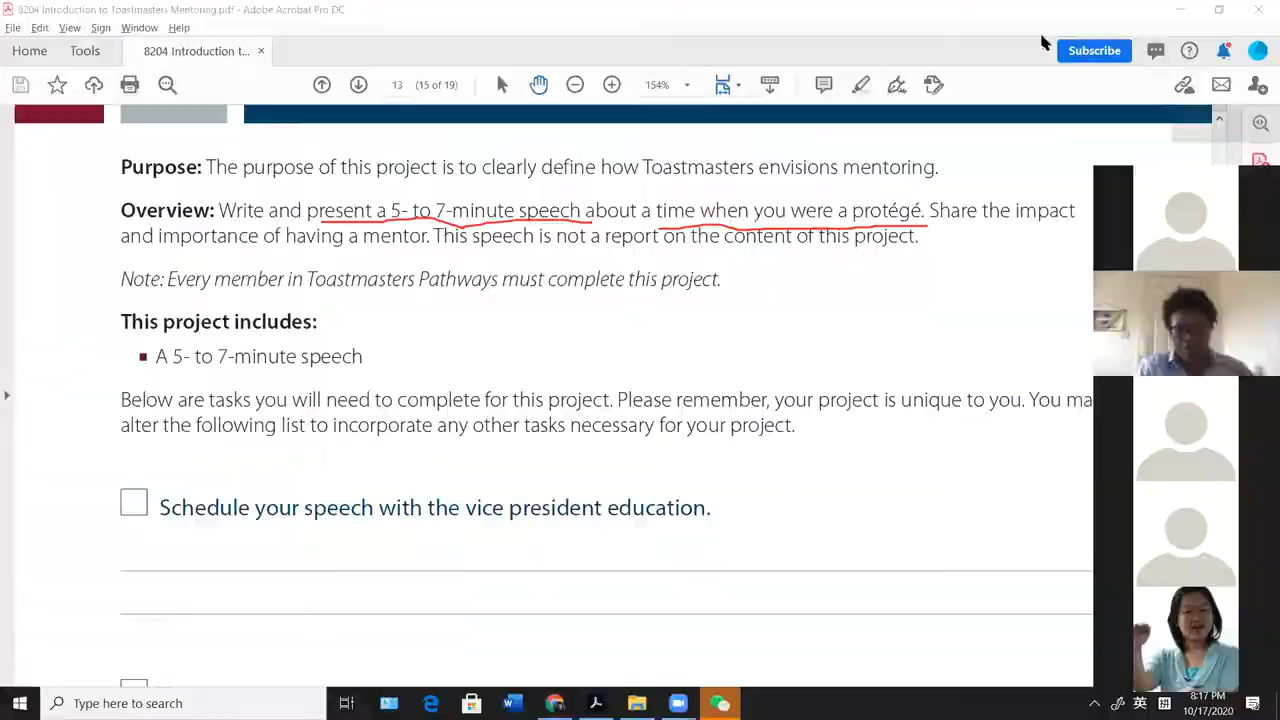 8204 Introduction to Toastmasters Mentoring.pdf - Adobe Acrobat Pro DC
File Edit View Sign Window Help
Home Tools 8204 Introduction t... × Subscribe
13 (15 of 19) 154%
Purpose: The purpose of this project is to clearly define how Toastmasters envisions mentoring.
Overview: Write and present a 5- to 7-minute speech about a time when you were a protégé. Share the impact
and importance of having a mentor. This speech is not a report on the content of this project.
Note: Every member in Toastmasters Pathways must complete this project.
This project includes:
■ A 5- to 7-minute speech
Below are tasks you will need to complete for this project. Please remember, your project is unique to you. You ma
alter the following list to incorporate any other tasks necessary for your project.
Schedule your speech with the vice president education.
Type here to search
英 拼 8:17 PM
10/17/2020